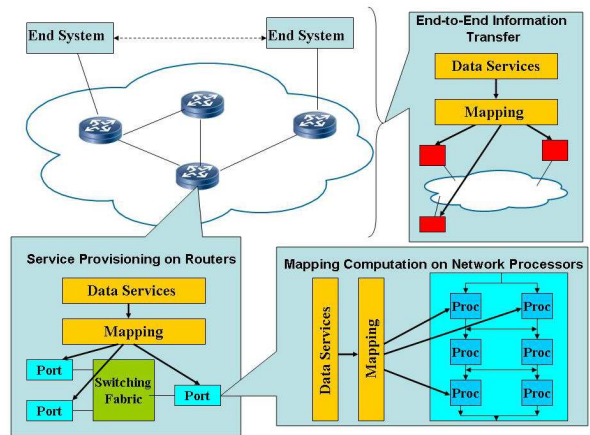 End System
End System
End-to-End Information
Transfer
Data Services
Mapping
Service Provisioning on Routers
Data Services
Mapping
Port
Port
Switching
Fabric
Port
Mapping Computation on Network Processors
Data Services
Mapping
Proc
Proc
Proc
Proc
Proc
Proc